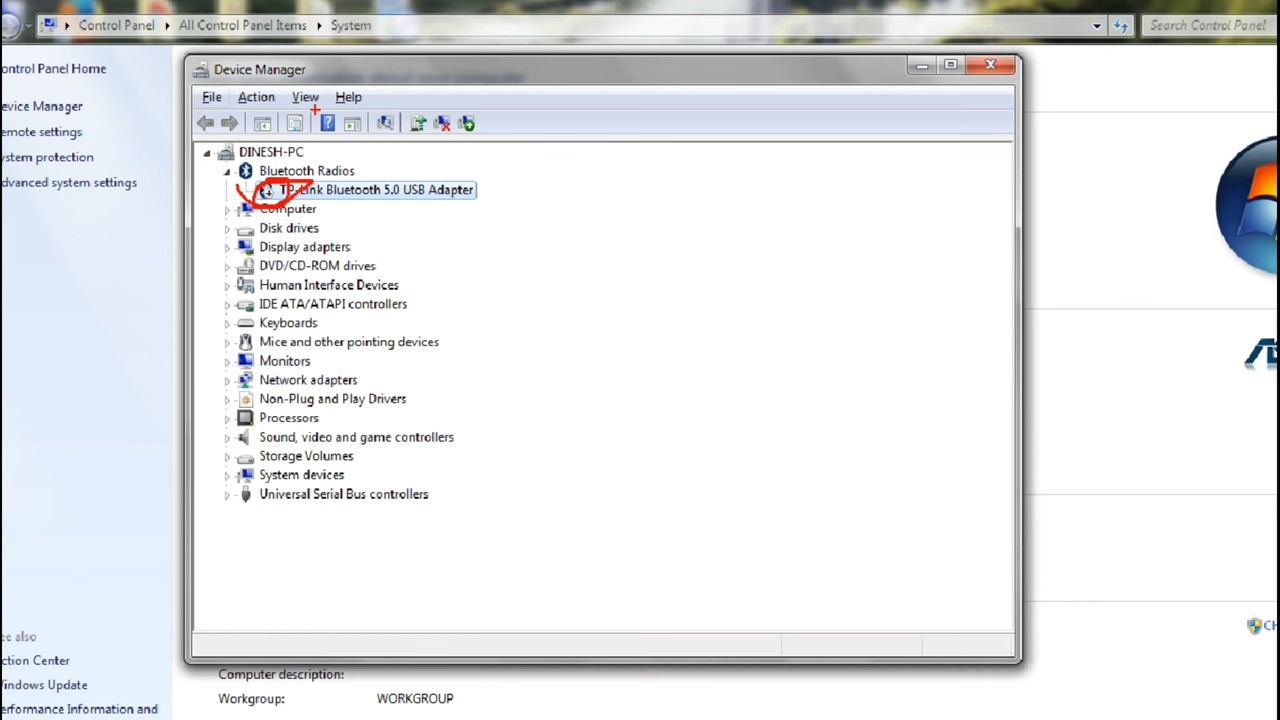 Control Panel
All Control Panel Items
System
Search Control Panel
ontrol Panel Home
Device Manager
evice Manager
File Action View Help
emote settings
ystem protection
dvanced system settings
DINESH-PC
Bluetooth Radios
TP-Link Bluetooth 5.0 USB Adapter
Computer
Disk drives
Display adapters
DVD/CD-ROM drives
Human Interface Devices
IDE ATA/ATAPI controllers
Keyboards
Mice and other pointing devices
Monitors
Network adapters
Non-Plug and Play Drivers
Processors
Sound, video and game controllers
Storage Volumes
System devices
Universal Serial Bus controllers
ee also
ction Center
indows Update
erformance Information and
Computer description:
Workgroup: WORKGROUP